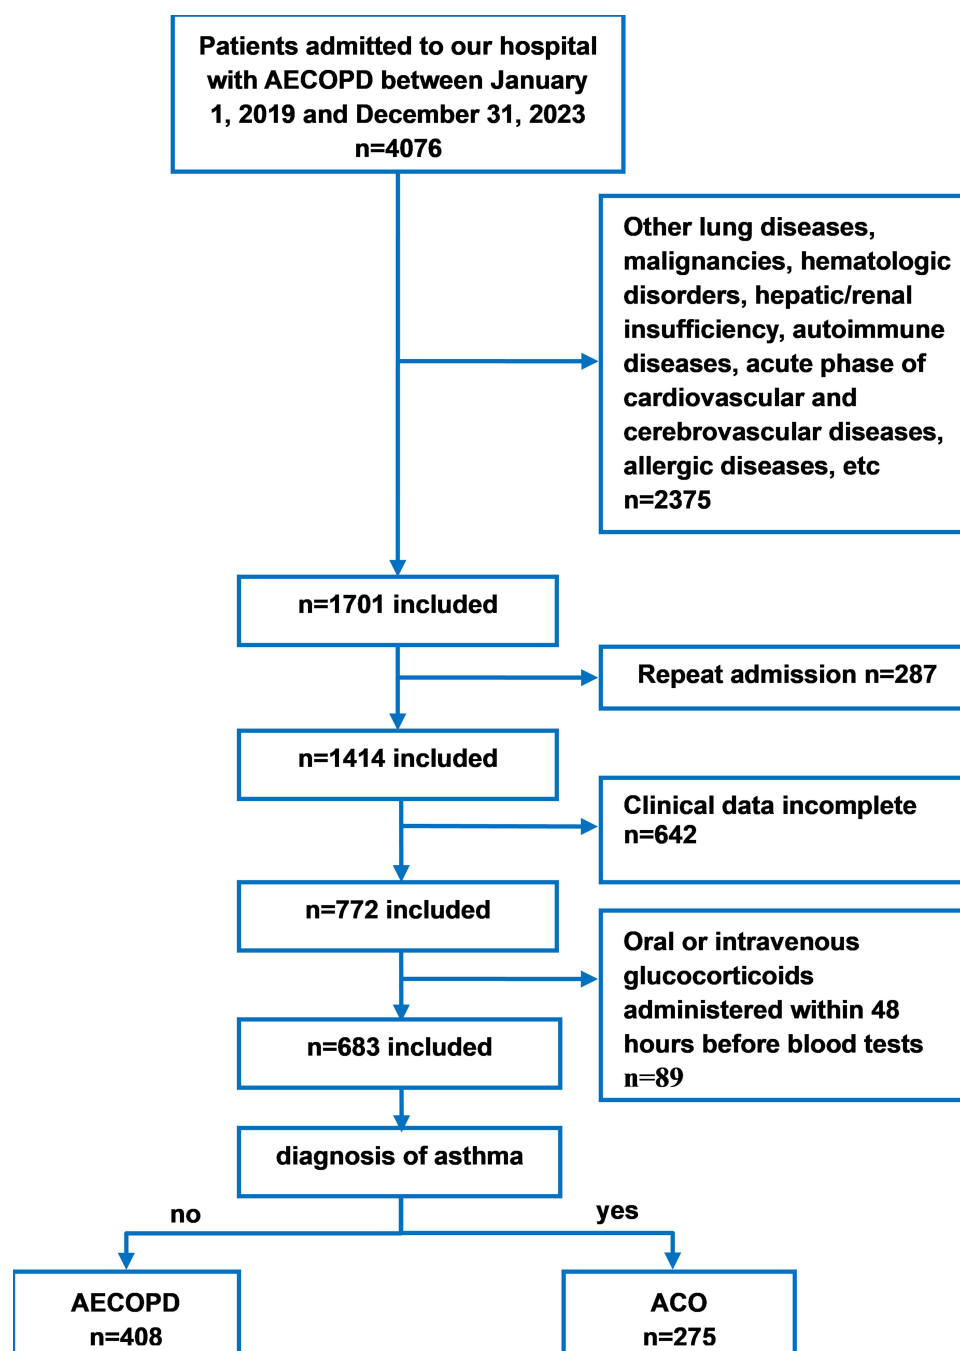 Patients admitted to our hospital
with AECOPD between January
1, 2019 and December 31, 2023
n=4076
Other lung diseases,
malignancies, hematologic
disorders, hepatic/renal
insufficiency, autoimmune
diseases, acute phase of
cardiovascular and
cerebrovascular diseases,
allergic diseases, etc
n=2375
n=1701 included
Repeat admission n=287
n=1414 included
Clinical data incomplete
n=642
n=772 included
Oral or intravenous
glucocorticoids
administered within 48
hours before blood tests
n=89
n=683 included
diagnosis of asthma
no
yes
AECOPD
n=408
ACO
n=275